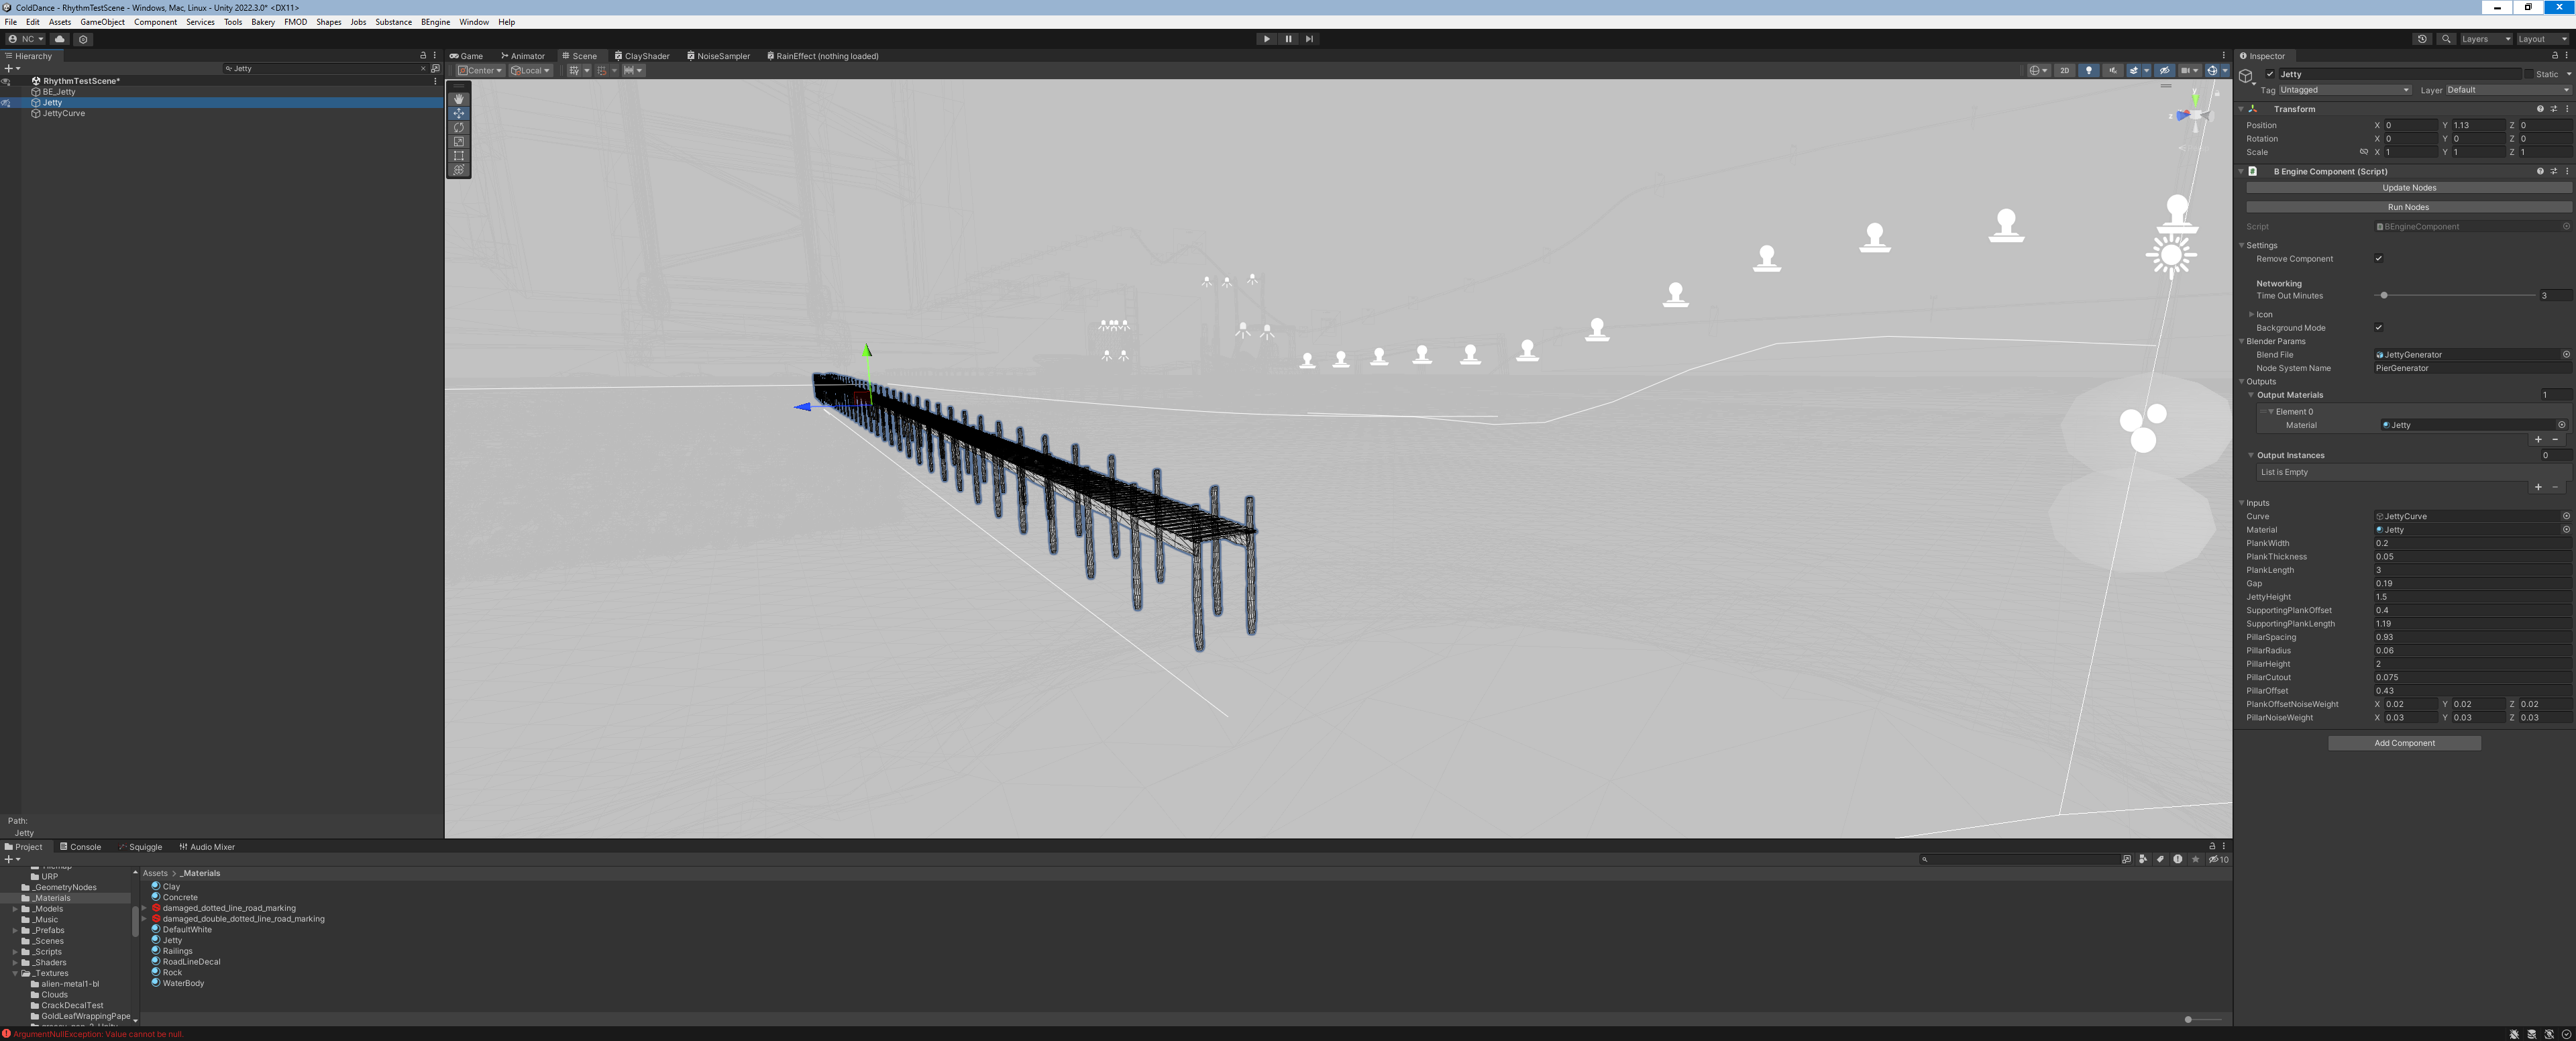 ColdDance - RhythmTestScene - Windows, Mac, Linux - Unity 2022.3.0* <DX11>
File Edit Assets GameObject Component Services Tools Bakery FMOD Shapes Jobs Substance BEngine Window Help
NC
Layers Layout
Hierarchy
Jetty
RhythmTestScene*
BE_Jetty
Jetty
JettyCurve
Path:
Jetty
Game Animator Scene ClayShader NoiseSampler RainEffect (nothing loaded)
Center Local
2D
y
z
Inspector
Jetty
Static
Tag Untagged Layer Default
Transform
Position X 0 Y 1.13 Z 0
Rotation X 0 Y 0 Z 0
Scale X 1 Y 1 Z 1
B Engine Component (Script)
Update Nodes
Run Nodes
Script BEngineComponent
Settings
Remove Component
Networking
Time Out Minutes 3
Icon
Background Mode
Blender Params
Blend File JettyGenerator
Node System Name PierGenerator
Outputs
Output Materials 1
Element 0
Material Jetty
Output Instances 0
List is Empty
Inputs
Curve JettyCurve
Material Jetty
PlankWidth 0.2
PlankThickness 0.05
PlankLength 3
Gap 0.19
JettyHeight 1.5
SupportingPlankOffset 0.4
SupportingPlankLength 1.19
PillarSpacing 0.93
PillarRadius 0.06
PillarHeight 2
PillarCutout 0.075
PillarOffset 0.43
PlankOffsetNoiseWeight X 0.02 Y 0.02 Z 0.02
PillarNoiseWeight X 0.03 Y 0.03 Z 0.03
Add Component
Project Console Squiggle Audio Mixer
10
URP
_GeometryNodes
_Materials
_Models
_Music
_Prefabs
_Scenes
_Scripts
_Shaders
_Textures
alien-metal1-bl
Clouds
CrackDecalTest
GoldLeafWrappingPape
Assets > _Materials
Clay
Concrete
damaged_dotted_line_road_marking
damaged_double_dotted_line_road_marking
DefaultWhite
Jetty
Railings
RoadLineDecal
Rock
WaterBody
ArgumentNullException: Value cannot be null.